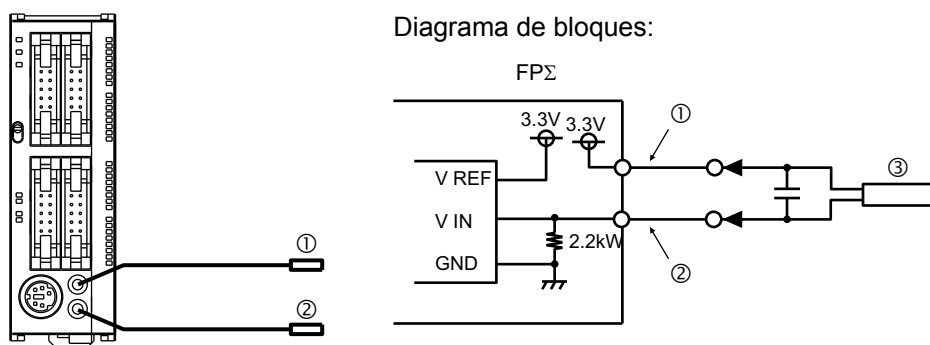 Diagrama de bloques:
FPΣ
3.3V 3.3V
①
V REF
③
V IN
2.2kW
GND
②
①
②